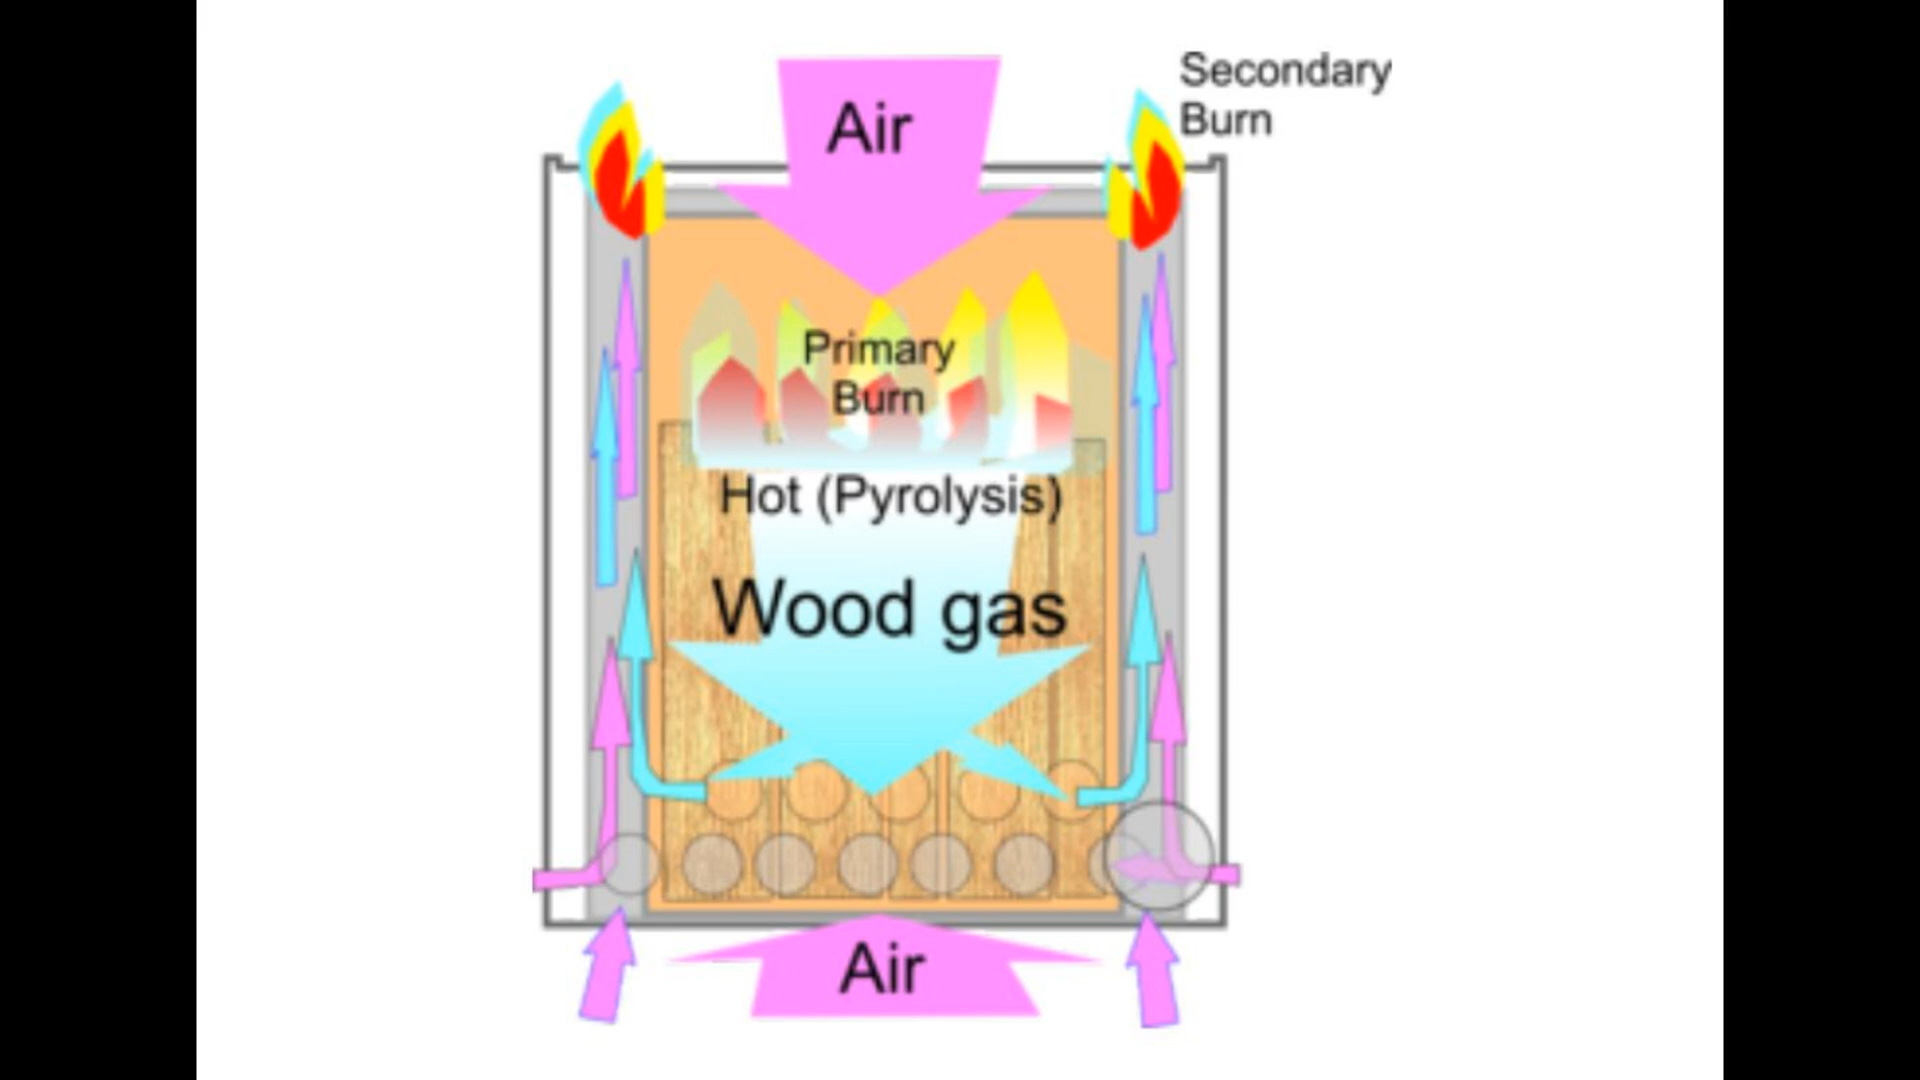 Secondary
Burn
Air
Primary
Burn
Hot (Pyrolysis)
Wood gas
Air